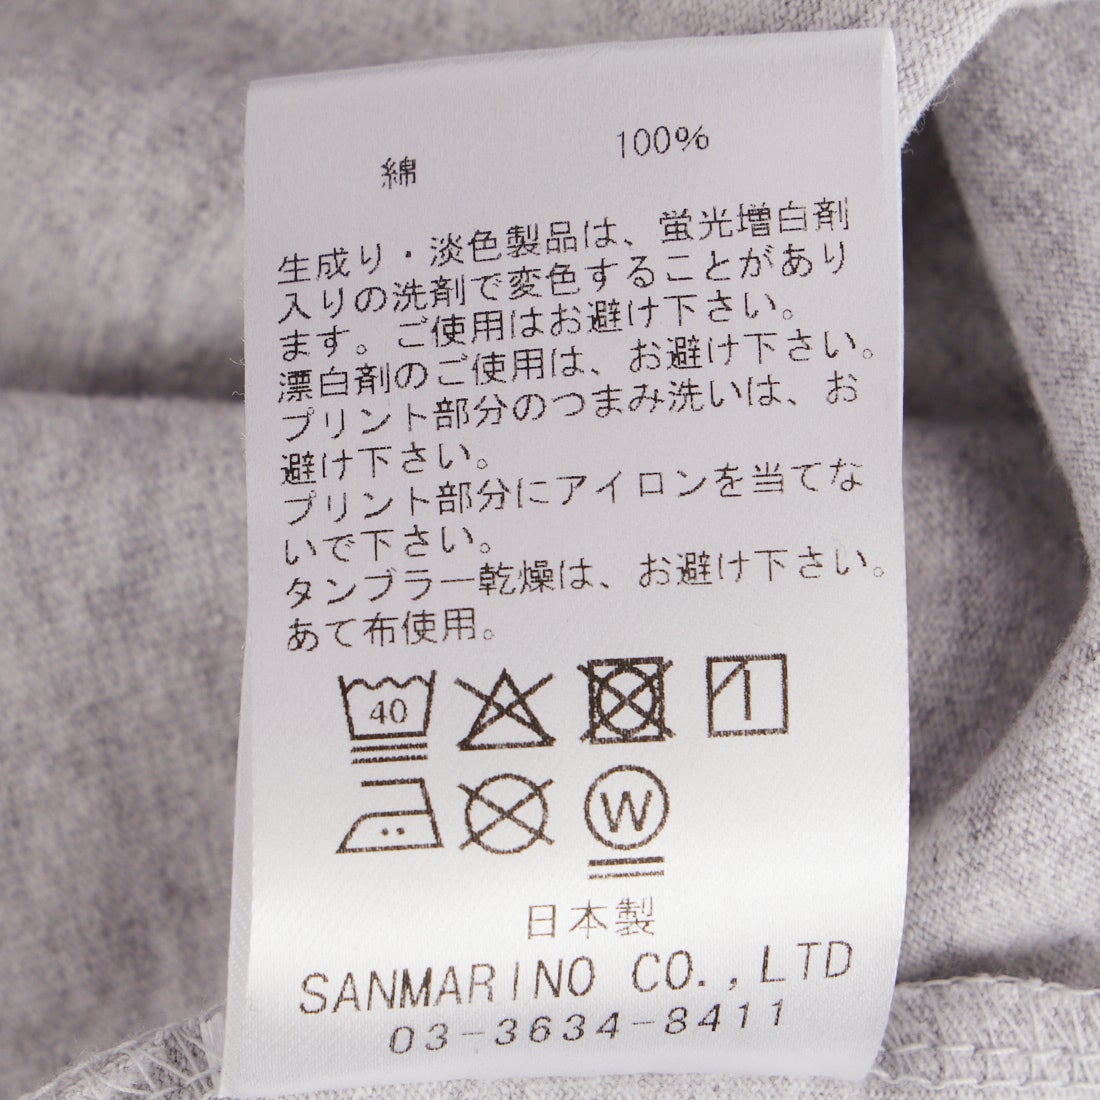 綿 100%
生成り・淡色製品は、蛍光増白剤
入りの洗剤で変色することがあり
ます。ご使用はお避け下さい。
漂白剤のご使用は、お避け下さい。
プリント部分のつまみ洗いは、お
避け下さい。
プリント部分にアイロンを当てな
いで下さい。
タンブラー乾燥は、お避け下さい。
あて布使用。
40
W
日本製
SANMARINO CO.,LTD
03-3634-8411